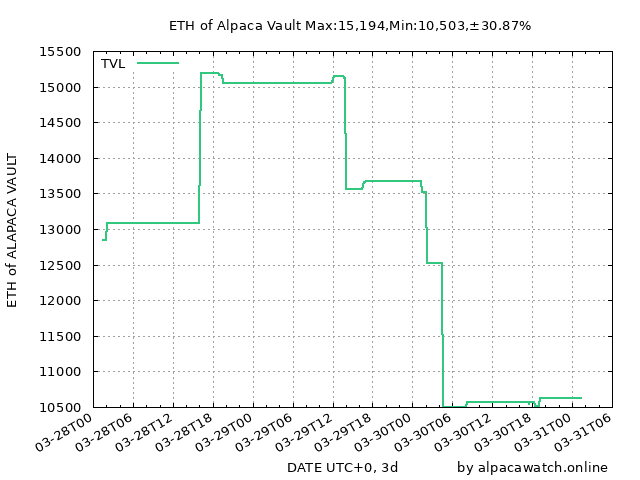 ETH of Alpaca Vault Max:15,194,Min:10,503,±30.87%
TVL
15500
15000
14500
14000
13500
13000
12500
12000
11500
11000
10500
ETH of ALAPACA VAULT
03-28T00
03-28T06
03-28T12
03-28T18
03-29T00
03-29T06
03-29T12
03-29T18
03-30T00
03-30T06
03-30T12
03-30T18
03-31T00
03-31T06
DATE UTC+0, 3d
by alpacawatch.online